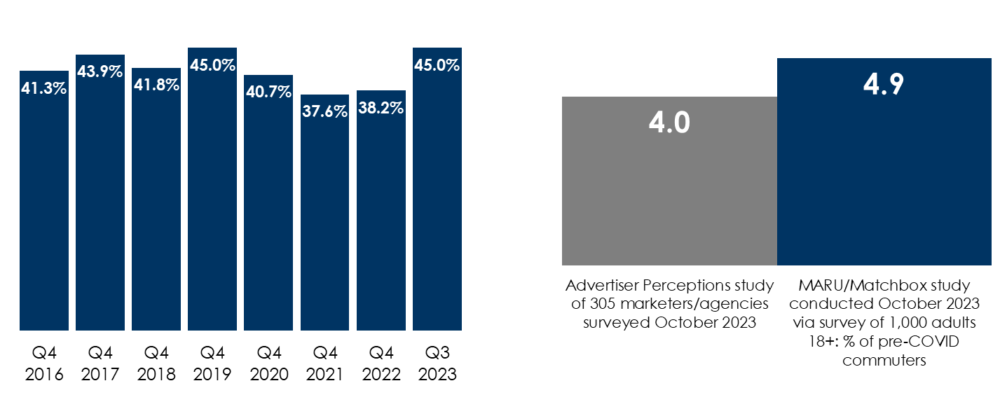 41.3%
43.9%
41.8%
45.0%
40.7%
37.6%
38.2%
45.0%
Q4
2016
Q4
2017
Q4
2018
Q4
2019
Q4
2020
Q4
2021
Q4
2022
Q3
2023
4.0
4.9
Advertiser Perceptions study
of 305 marketers/agencies
surveyed October 2023
MARU/Matchbox study
conducted October 2023
via survey of 1,000 adults
18+: % of pre-COVID
commuters